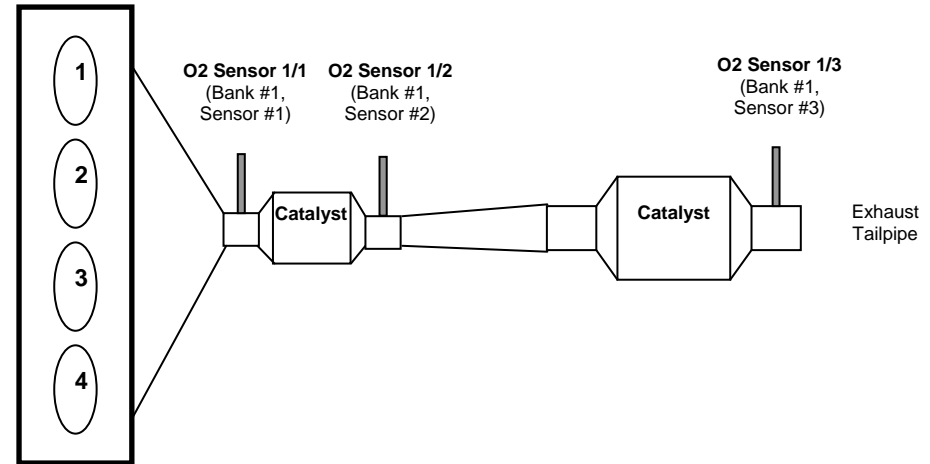 1
2
3
4
O2 Sensor 1/1
(Bank #1,
Sensor #1)
O2 Sensor 1/2
(Bank #1,
Sensor #2)
O2 Sensor 1/3
(Bank #1,
Sensor #3)
Catalyst
Catalyst
Exhaust
Tailpipe